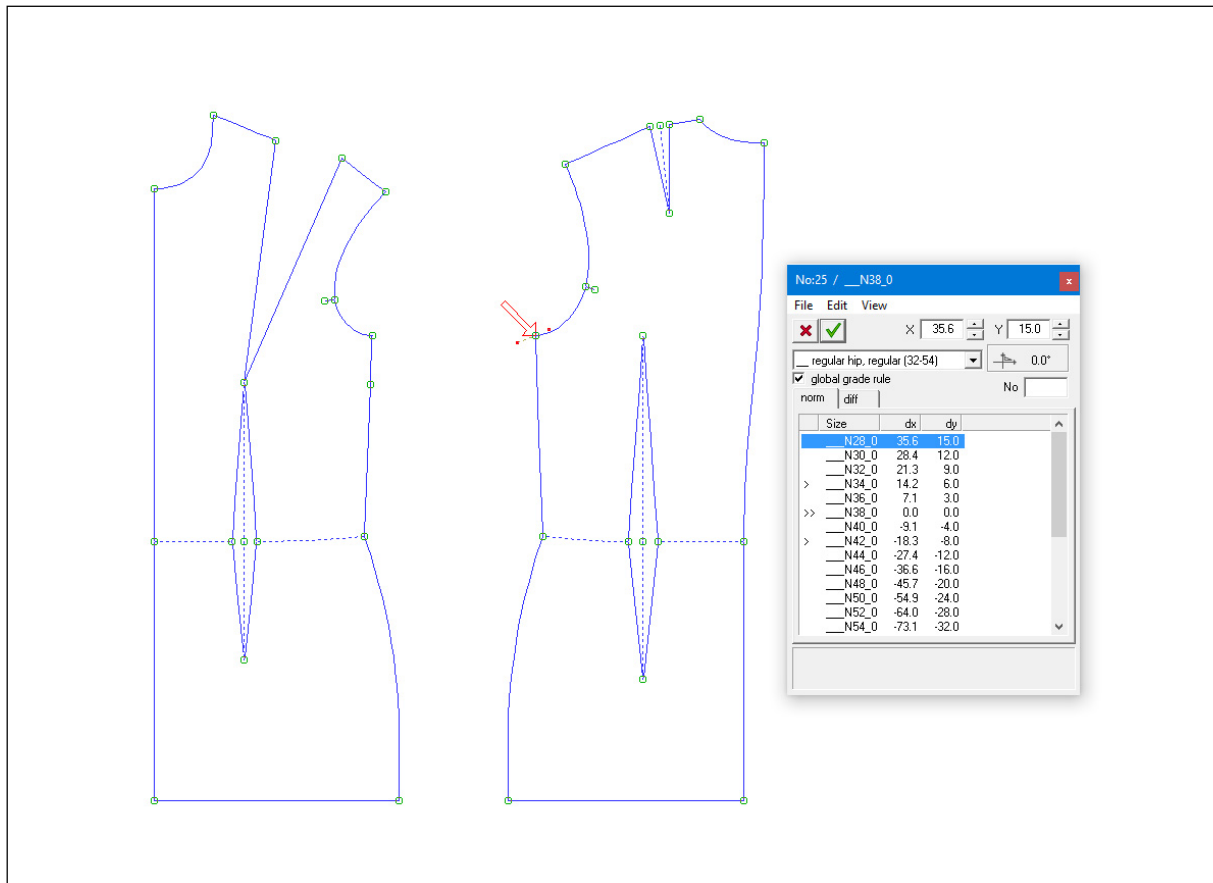 No:25 / ___N38_0 x
File Edit View
X 35.6 Y 15.0
__ regular hip, regular (32-54) 0.0°
global grade rule
No
norm diff
Size dx dy
___N28_0 35.6 15.0
___N30_0 28.4 12.0
___N32_0 21.3 9.0
> ___N34_0 14.2 6.0
___N36_0 7.1 3.0
>> ___N38_0 0.0 0.0
___N40_0 -9.1 -4.0
> ___N42_0 -18.3 -8.0
___N44_0 -27.4 -12.0
___N46_0 -36.6 -16.0
___N48_0 -45.7 -20.0
___N50_0 -54.9 -24.0
___N52_0 -64.0 -28.0
___N54_0 -73.1 -32.0